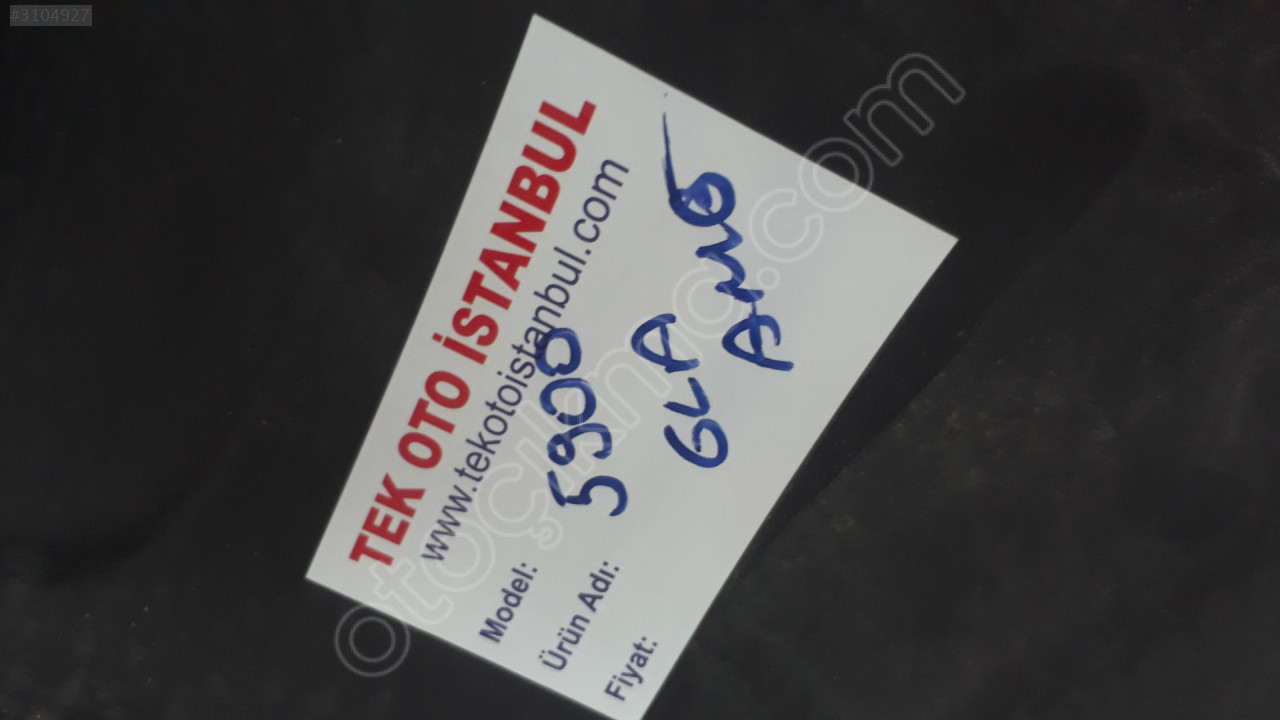 #3104927
TEK OTO İSTANBUL
www.tekotoistanbul.com
Model:
5900
Ürün Adı:
GLA
AMG
Fiyat:
otoçıkma.com